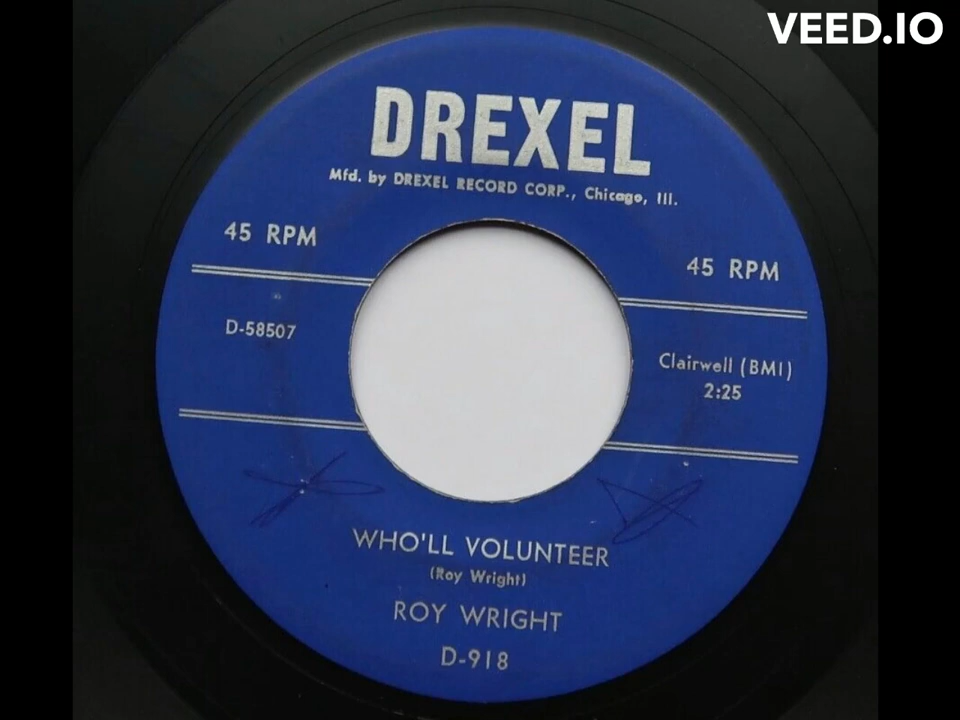 VEED.IO
DREXEL
Mfd. by DREXEL RECORD CORP., Chicago, Ill.
45 RPM
45 RPM
D-58507
Clairwell (BMI)
2:25
WHO'LL VOLUNTEER
(Roy Wright)
ROY WRIGHT
D-918